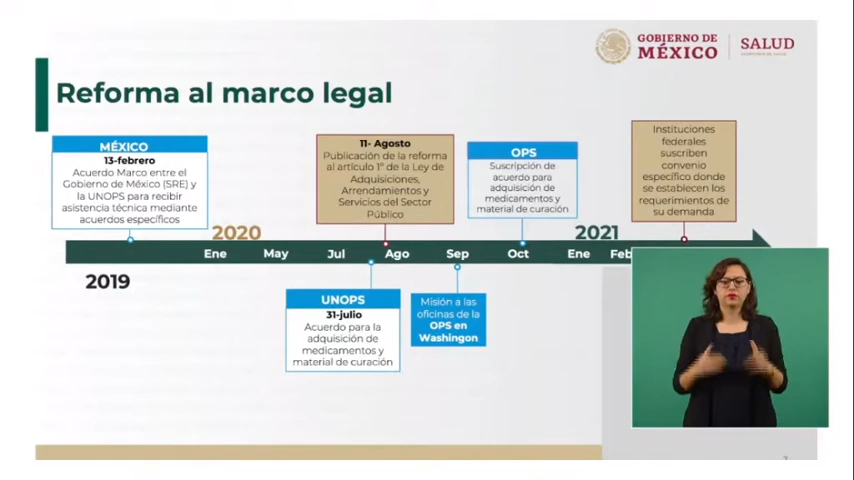 GOBIERNO DE
MÉXICO
SALUD
Reforma al marco legal
MÉXICO
13-febrero
Acuerdo Marco entre el
Gobierno de México (SRE) y
la UNOPS para recibir
asistencia técnica mediante
acuerdos específicos
11- Agosto
Publicación de la reforma
al artículo 1º de la Ley de
Adquisiciones,
Arrendamientos y
Servicios del Sector
Público
OPS
Suscripción de
acuerdo para
adquisición de
medicamentos y
material de curación
Instituciones
federales
suscriben
convenio
específico donde
se establecen los
requerimientos de
su demanda
2020
2021
Ene May Jul Ago Sep Oct Ene Feb
2019
UNOPS
31-julio
Acuerdo para la
adquisición de
medicamentos y
material de curación
Misión a las
oficinas de la
OPS en
Washingon